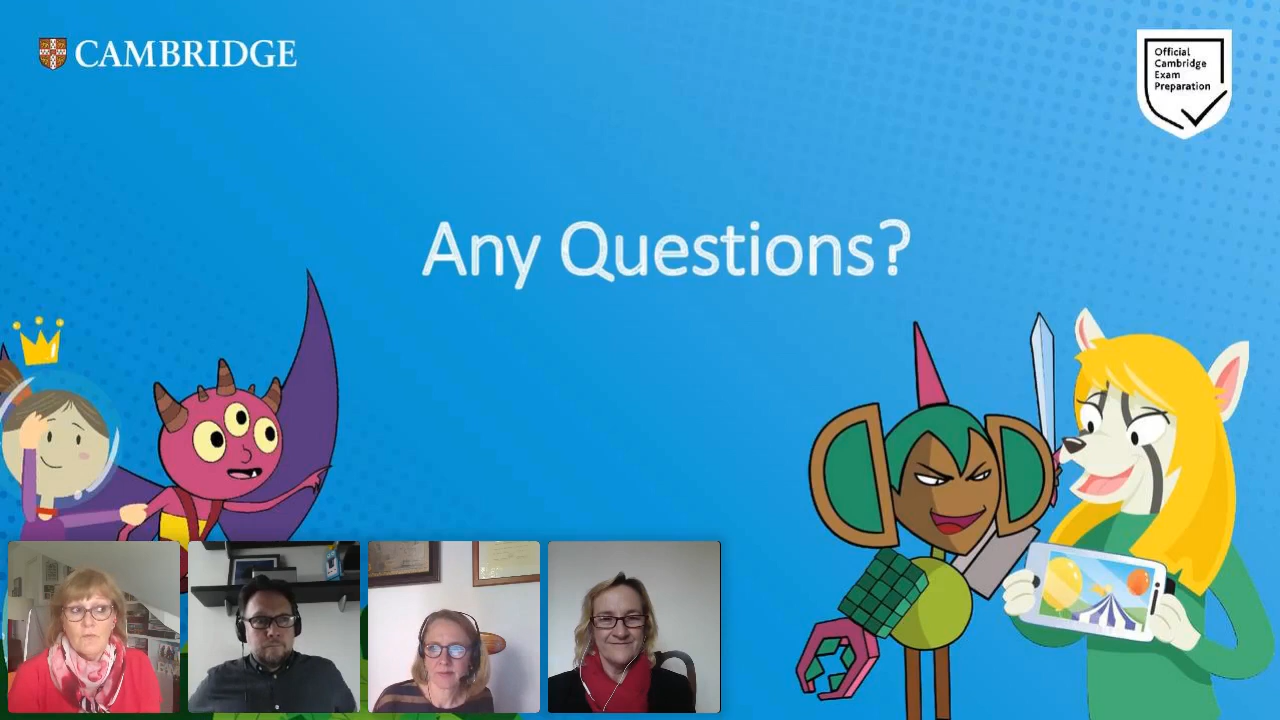 CAMBRIDGE
Official
Cambridge
Exam
Preparation
Any Questions?